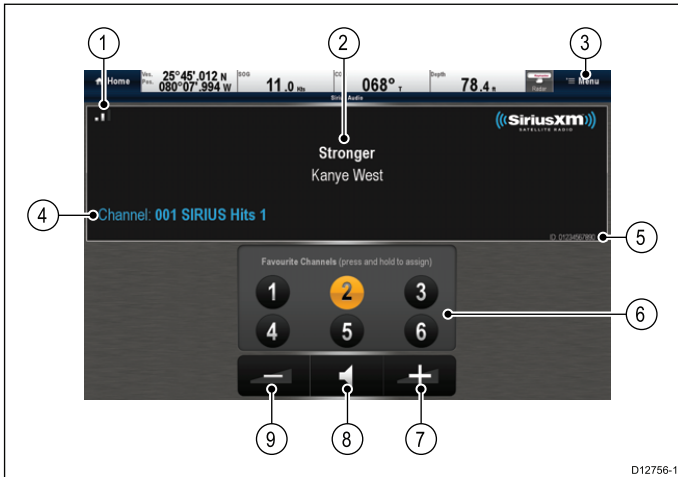 1 2 3
Home
Ves. Pos. 25°45'.012 N
080°07'.994 W
SOG 11.0 Kts
068° T
Depth 78.4 ft
Radar
Menu
Sirius Audio
((SiriusXM))
SATELLITE RADIO
Stronger
Kanye West
4
Channel: 001 SIRIUS Hits 1
ID: 01234567890
5
Favourite Channels (press and hold to assign)
1 2 3
6
4 5 6
− +
9 8 7
D12756-1